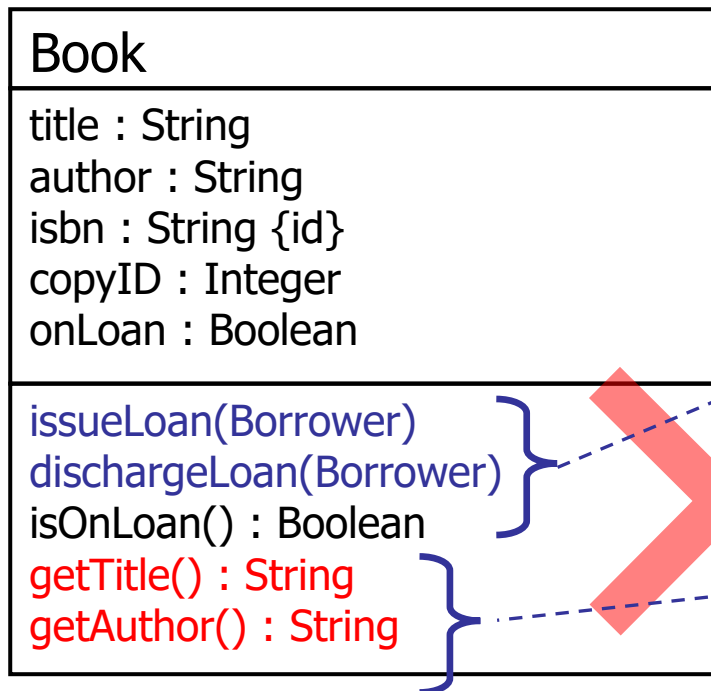 Book
title : String
author : String
isbn : String {id}
copyID : Integer
onLoan : Boolean
issueLoan(Borrower)
dischargeLoan(Borrower)
isOnLoan() : Boolean
getTitle() : String
getAuthor() : String